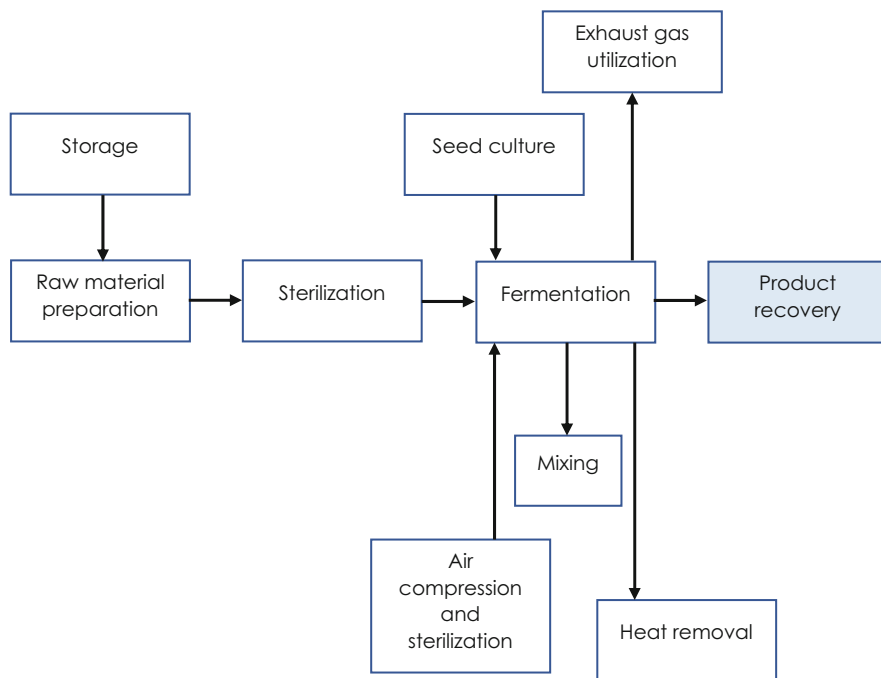 Exhaust gas
utilization
Storage
Seed culture
Raw material
preparation
Sterilization
Fermentation
Product
recovery
Mixing
Air
compression
and
sterilization
Heat removal